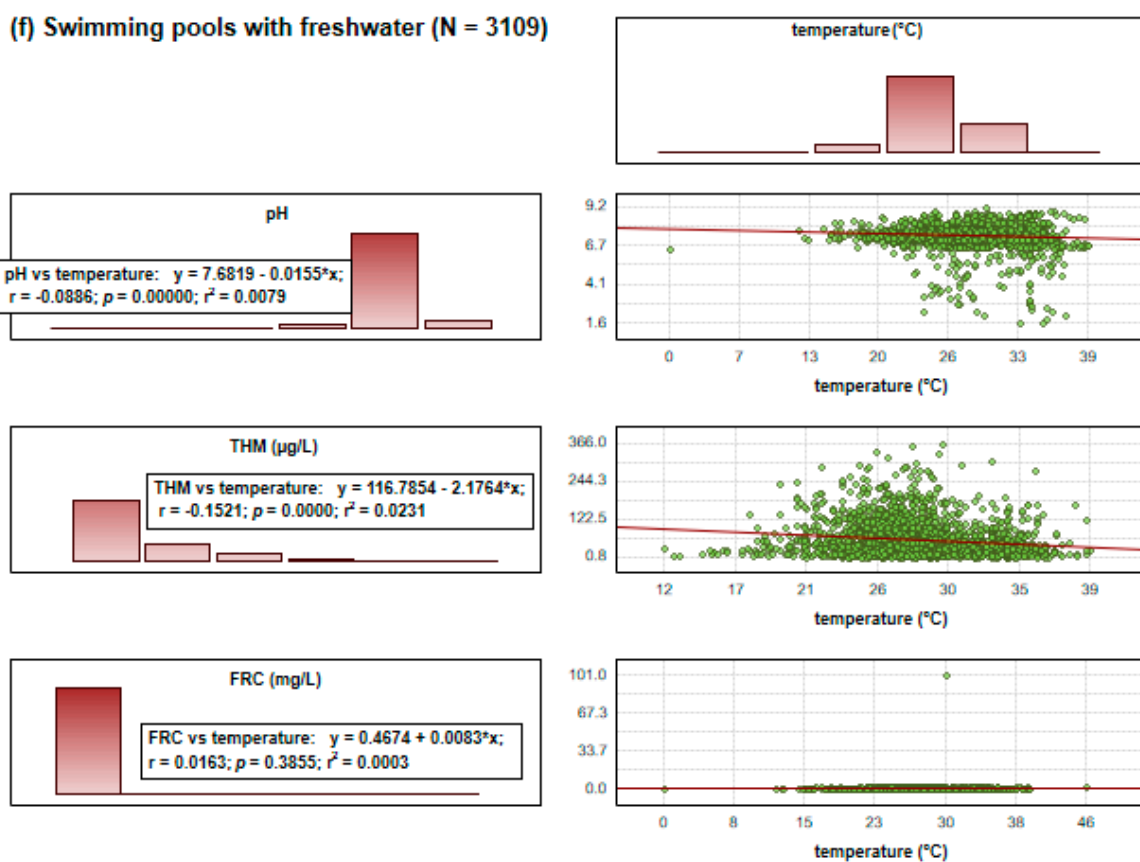 (f) Swimming pools with freshwater (N = 3109)
temperature (°C)
pH
pH vs temperature: y = 7.6819 - 0.0155*x;
r = -0.0886; p = 0.00000; r² = 0.0079
9.2
6.7
4.1
1.6
0 7 13 20 26 33 39
temperature (°C)
THM (µg/L)
THM vs temperature: y = 116.7854 - 2.1764*x;
r = -0.1521; p = 0.0000; r² = 0.0231
366.0
244.3
122.5
0.8
12 17 21 26 30 35 39
temperature (°C)
FRC (mg/L)
FRC vs temperature: y = 0.4674 + 0.0083*x;
r = 0.0163; p = 0.3855; r² = 0.0003
101.0
67.3
33.7
0.0
0 8 15 23 30 38 46
temperature (°C)